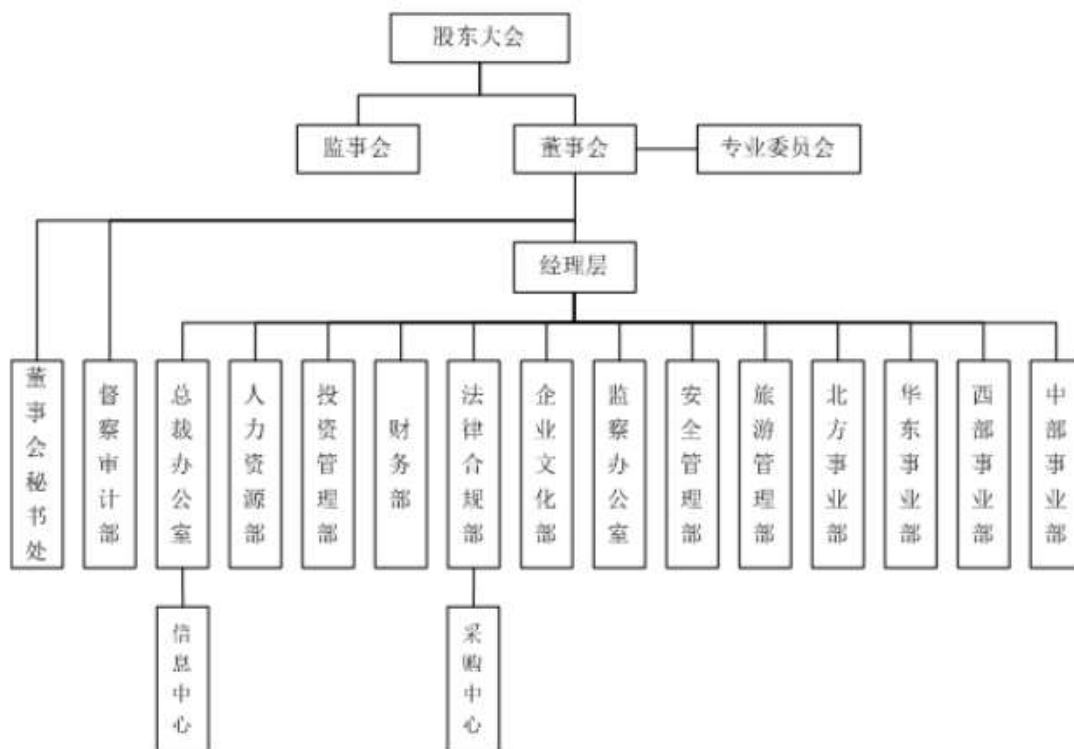 股东大会
监事会
董事会
专业委员会
经理层
董事会秘书处
督察审计部
总裁办公室
人力资源部
投资管理部
财务部
法律合规部
企业文化部
监察办公室
安全管理部
旅游管理部
北方事业部
华东事业部
西部事业部
中部事业部
信息中心
采购中心